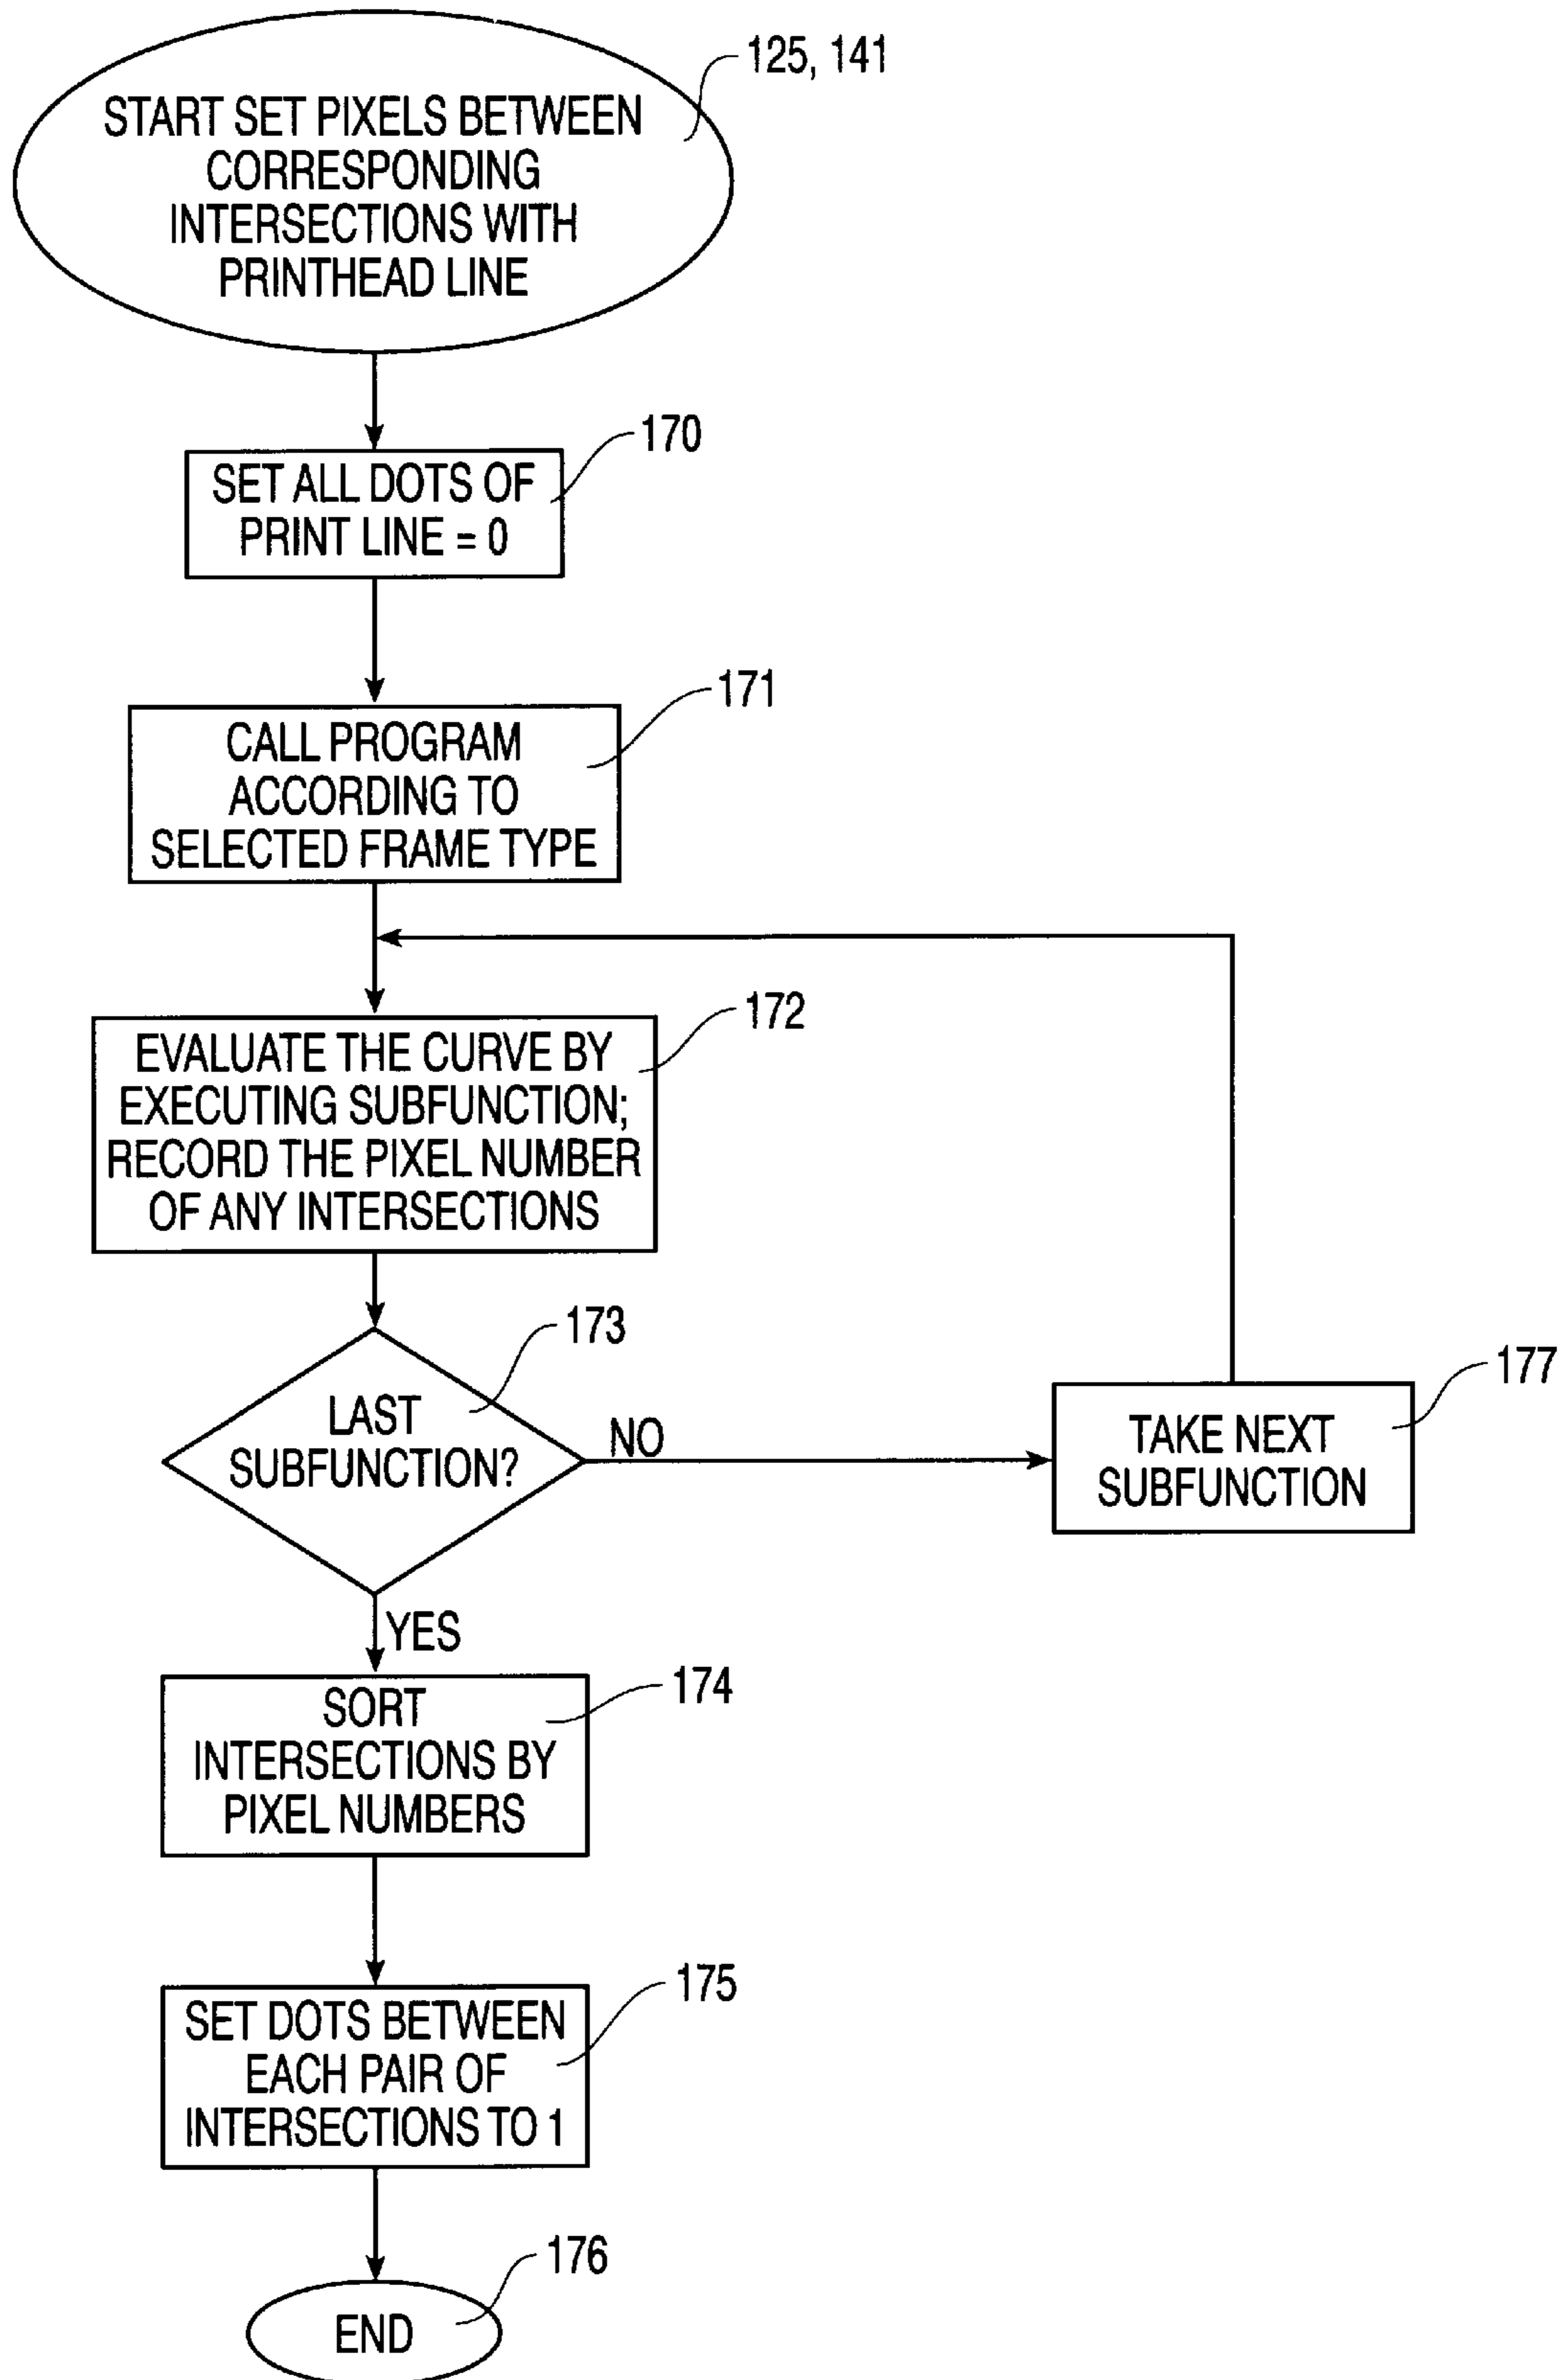 125, 141
START SET PIXELS BETWEEN
CORRESPONDING
INTERSECTIONS WITH
PRINTHEAD LINE
170
SET ALL DOTS OF
PRINT LINE = 0
171
CALL PROGRAM
ACCORDING TO
SELECTED FRAME TYPE
172
EVALUATE THE CURVE BY
EXECUTING SUBFUNCTION;
RECORD THE PIXEL NUMBER
OF ANY INTERSECTIONS
173
LAST
SUBFUNCTION?
NO
177
TAKE NEXT
SUBFUNCTION
YES
174
SORT
INTERSECTIONS BY
PIXEL NUMBERS
175
SET DOTS BETWEEN
EACH PAIR OF
INTERSECTIONS TO 1
176
END